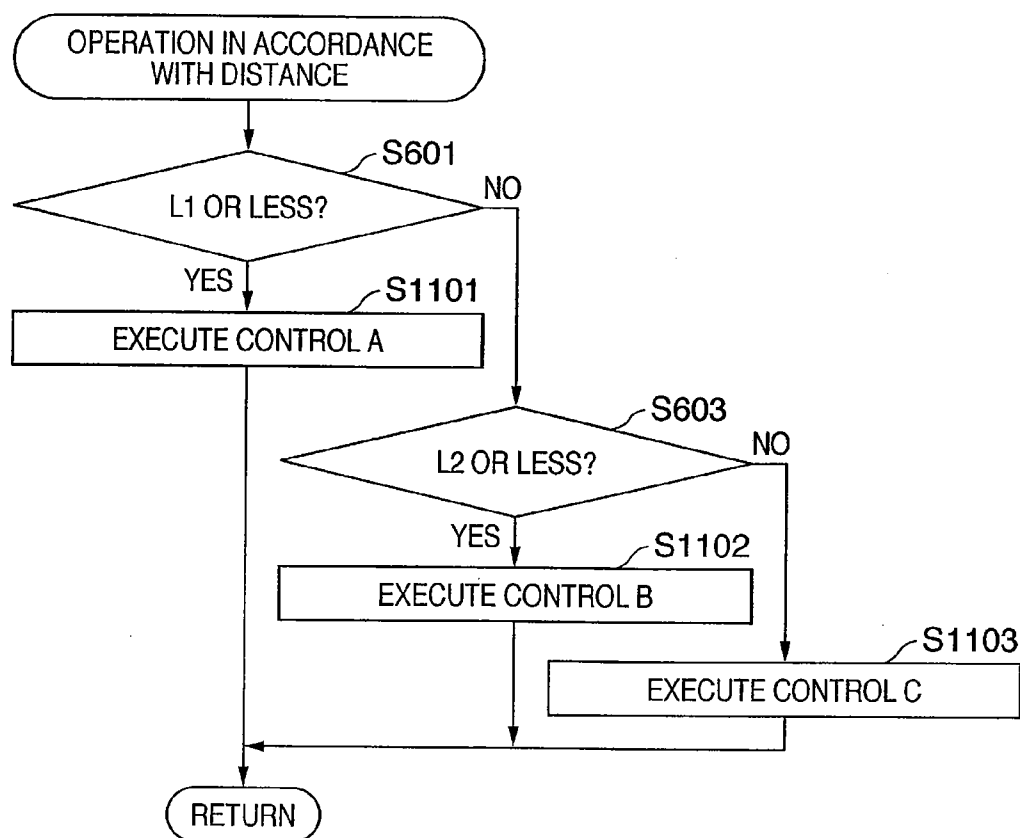 OPERATION IN ACCORDANCE
WITH DISTANCE
S601
L1 OR LESS?
NO
YES
S1101
EXECUTE CONTROL A
S603
L2 OR LESS?
NO
YES
S1102
EXECUTE CONTROL B
S1103
EXECUTE CONTROL C
RETURN